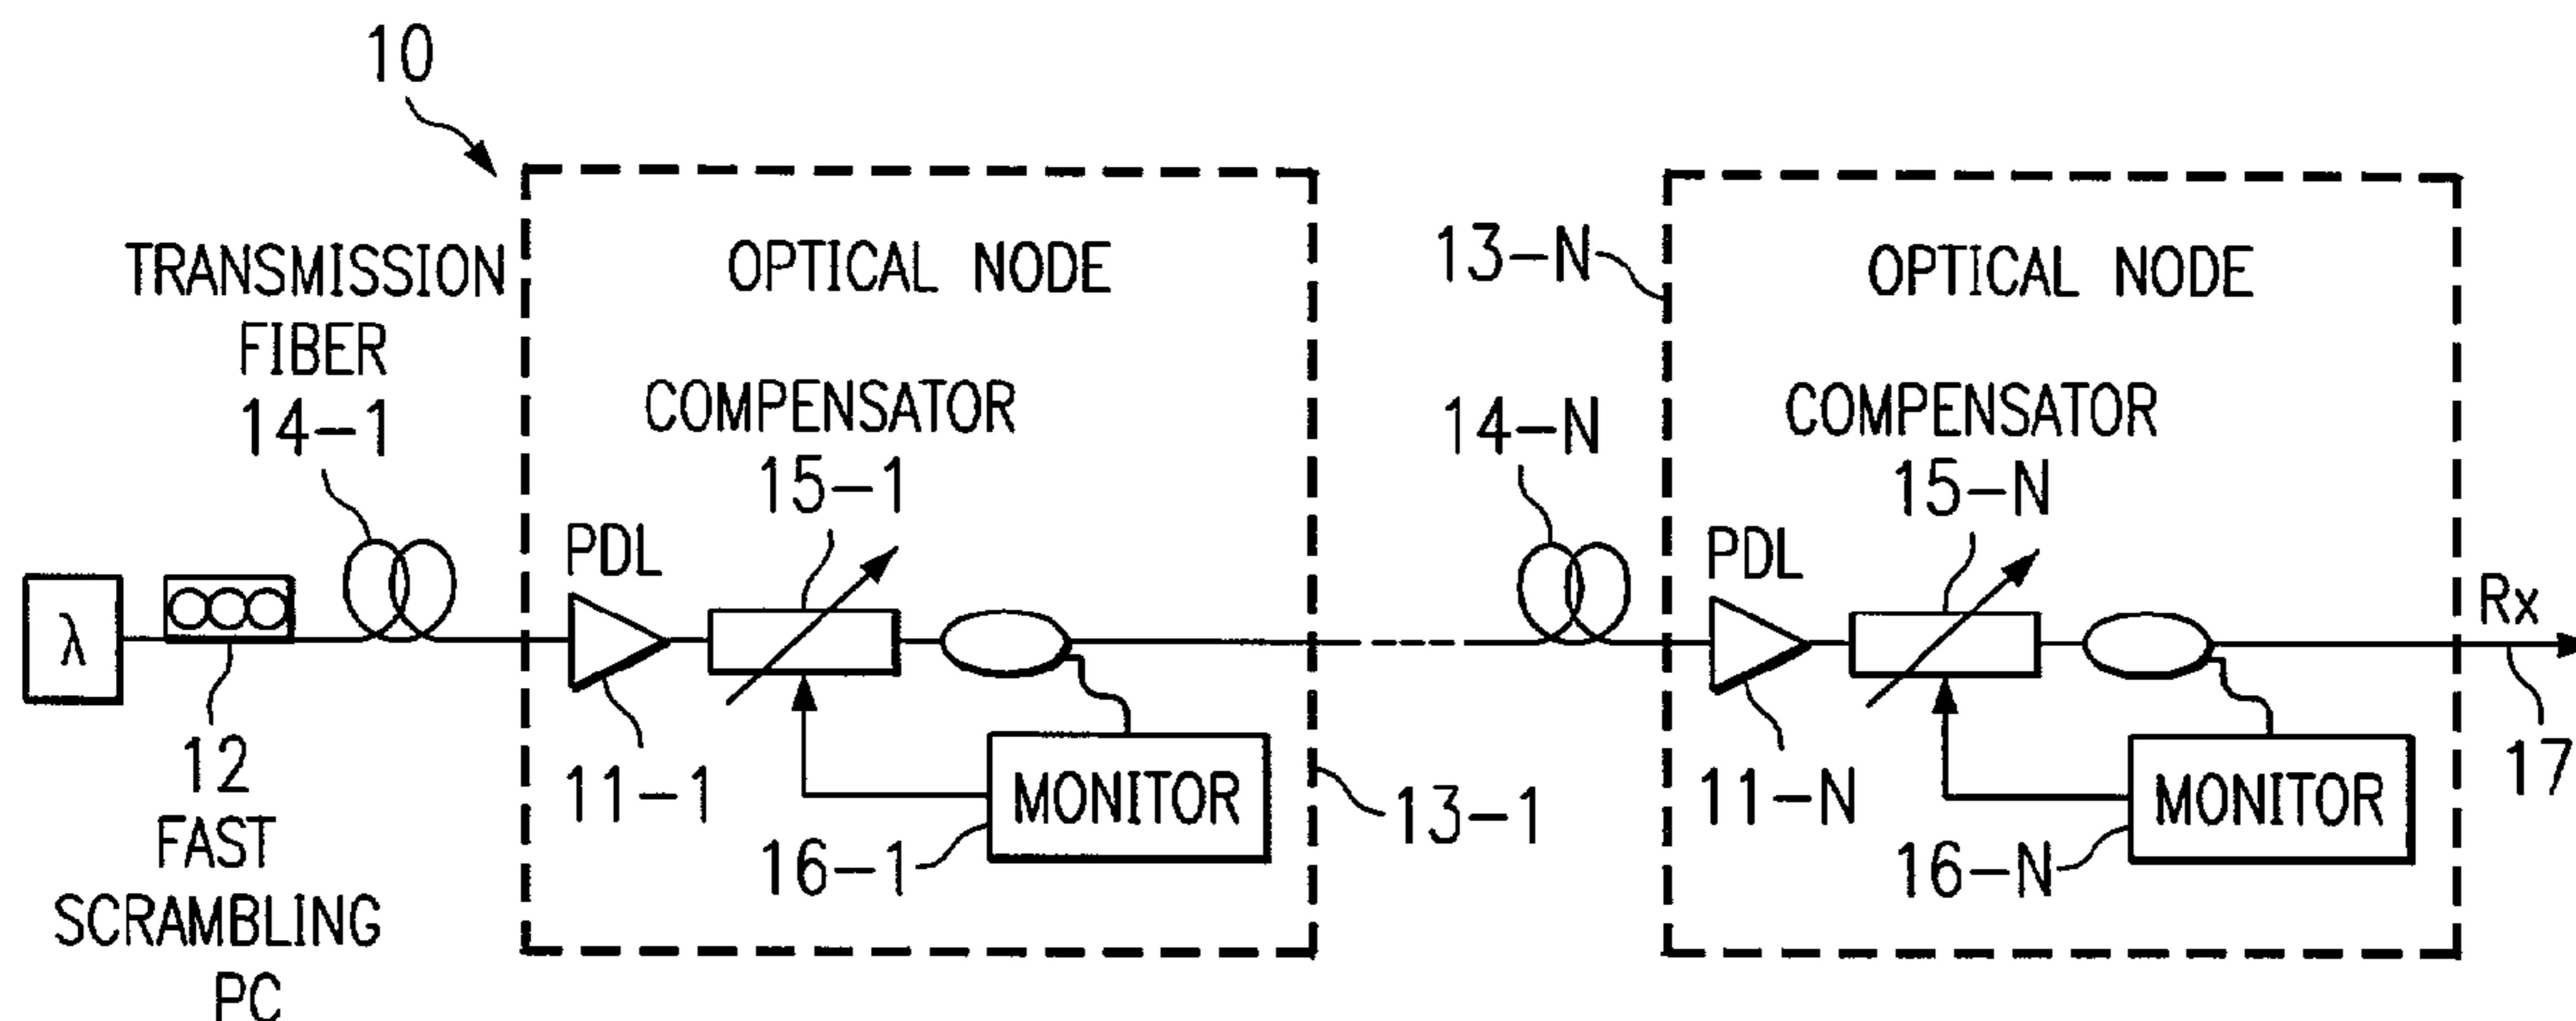 10
TRANSMISSION
FIBER
14-1
OPTICAL NODE
COMPENSATOR
15-1
PDL
λ
12
FAST
SCRAMBLING
PC
11-1
MONITOR
16-1
13-1
13-N
14-N
OPTICAL NODE
COMPENSATOR
15-N
PDL
11-N
MONITOR
16-N
Rx
17